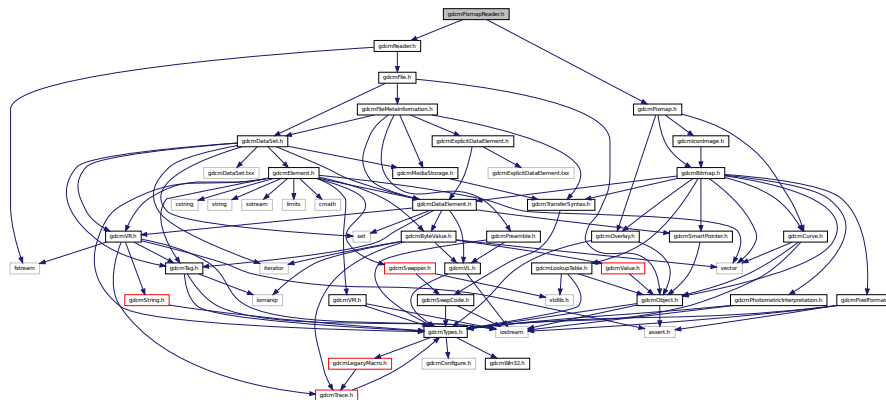 gdcmPixmapReader.h
gdcmReader.h
gdcmFile.h
gdcmFileMetaInformation.h
gdcmPixmap.h
gdcmDataSet.h
gdcmExplicitDataElement.h
gdcmIconImage.h
gdcmDataSet.txx
gdcmElement.h
gdcmMediaStorage.h
gdcmExplicitDataElement.txx
gdcmBitmap.h
cstring
string
sstream
limits
cmath
gdcmDataElement.h
gdcmTransferSyntax.h
gdcmVR.h
set
gdcmByteValue.h
gdcmPreamble.h
gdcmOverlay.h
gdcmSmartPointer.h
gdcmCurve.h
fstream
gdcmTag.h
iterator
gdcmSwapper.h
gdcmVL.h
gdcmLookupTable.h
gdcmValue.h
vector
gdcmString.h
iomanip
gdcmVM.h
gdcmSwapCode.h
stdlib.h
gdcmObject.h
gdcmPhotometricInterpretation.h
gdcmPixelFormat.h
gdcmTypes.h
iostream
assert.h
gdcmLegacyMacro.h
gdcmConfigure.h
gdcmWin32.h
gdcmTrace.h